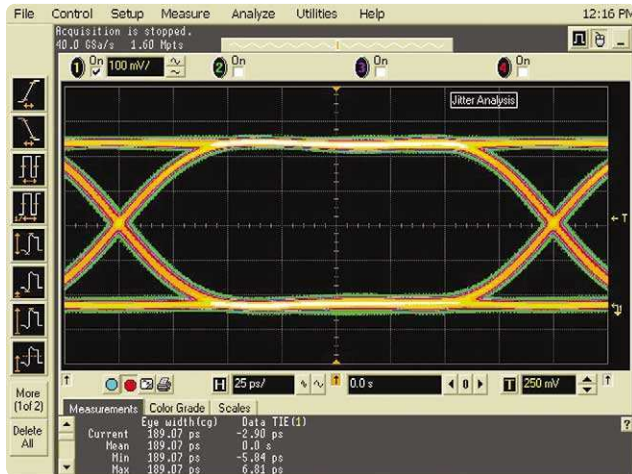 File Control Setup Measure Analyze Utilities Help 12:16 PM
Acquisition is stopped.
40.0 GSa/s 1.60 Mpts
1 On 100 mV/ 2 On 3 On 4 On
Jitter Analysis
T
More
(1of 2)
Delete
All
H 25 ps/ 0.0 s 0 T 250 mV
Measurements Color Grade Scales
Eye width(cg) Data TIE(1)
Current 189.07 ps -2.90 ps
Mean 189.07 ps 0.0 s
Min 189.07 ps -5.84 ps
Max 189.07 ps 6.81 ps
?